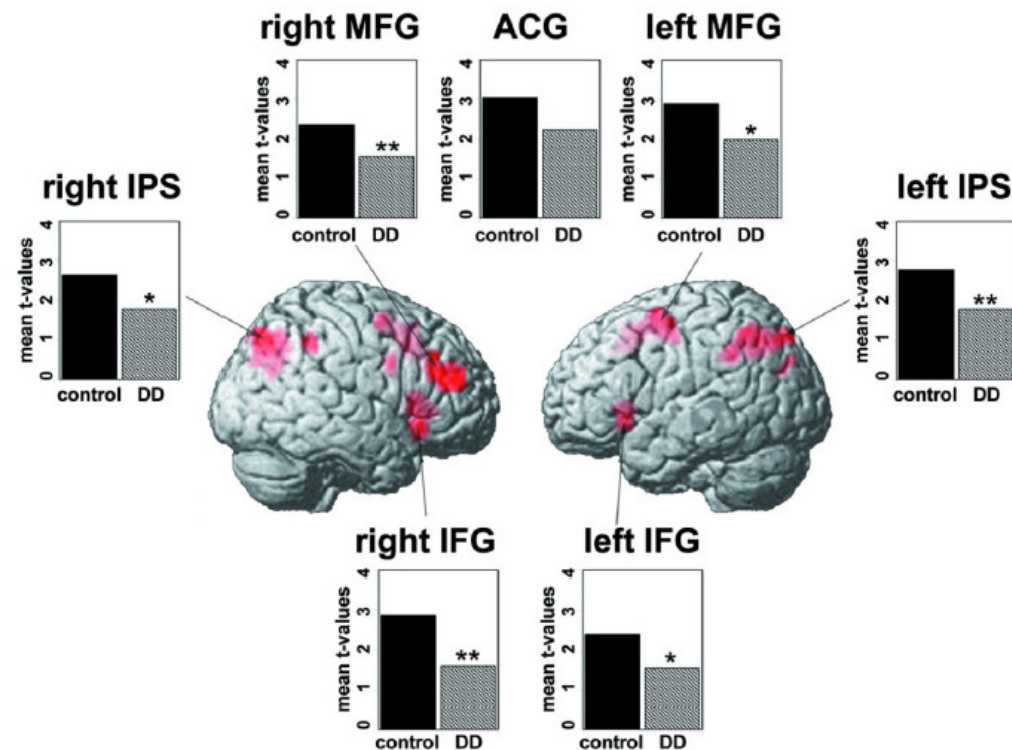 right MFG
4
3
2
1
0
mean t-values
**
control DD
ACG
4
3
2
1
0
mean t-values
control DD
left MFG
4
3
2
1
0
mean t-values
*
control DD
right IPS
4
3
2
1
0
mean t-values
*
control DD
left IPS
4
3
2
1
0
mean t-values
**
control DD
right IFG
4
3
2
1
0
mean t-values
**
control DD
left IFG
4
3
2
1
0
mean t-values
*
control DD